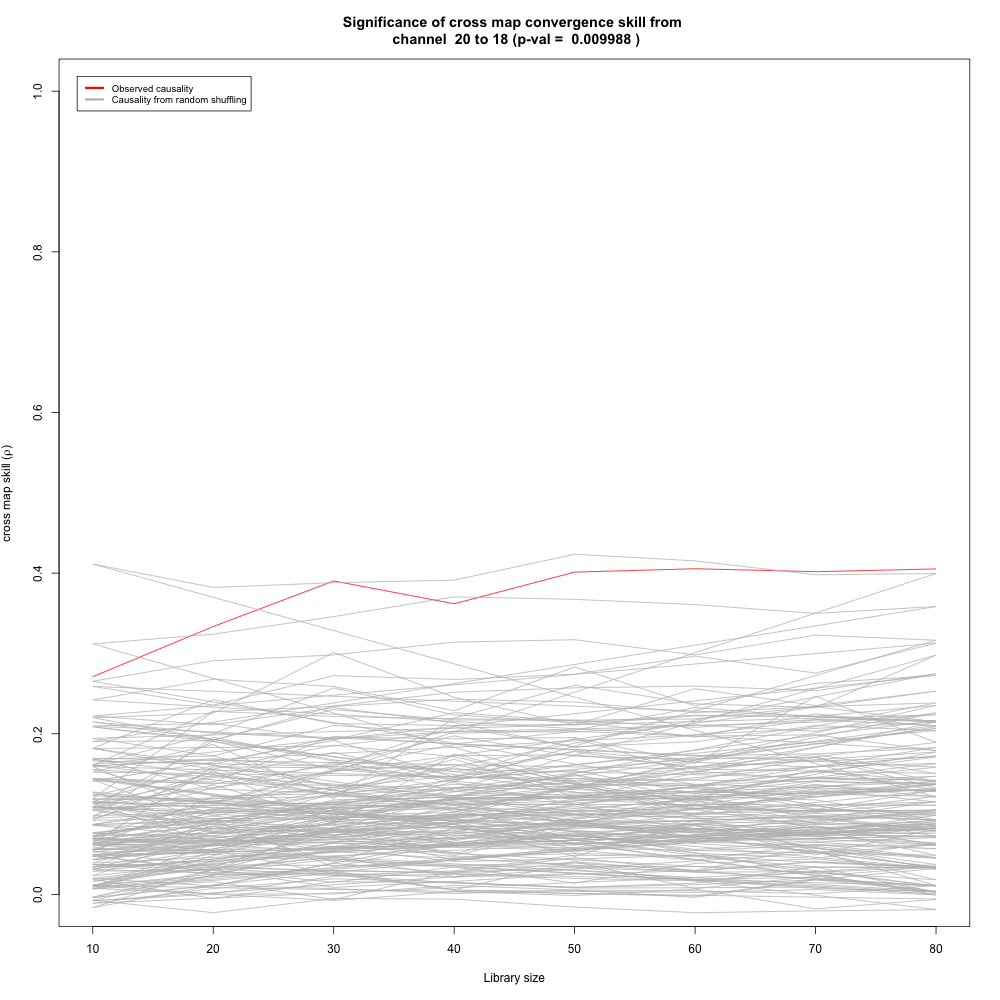 Significance of cross map convergence skill from
channel  20 to 18 (p-val =  0.009988 )
Observed causality
Causality from random shuffling
1.0
0.8
0.6
0.4
0.2
0.0
cross map skill (ρ)
10 20 30 40 50 60 70 80
Library size